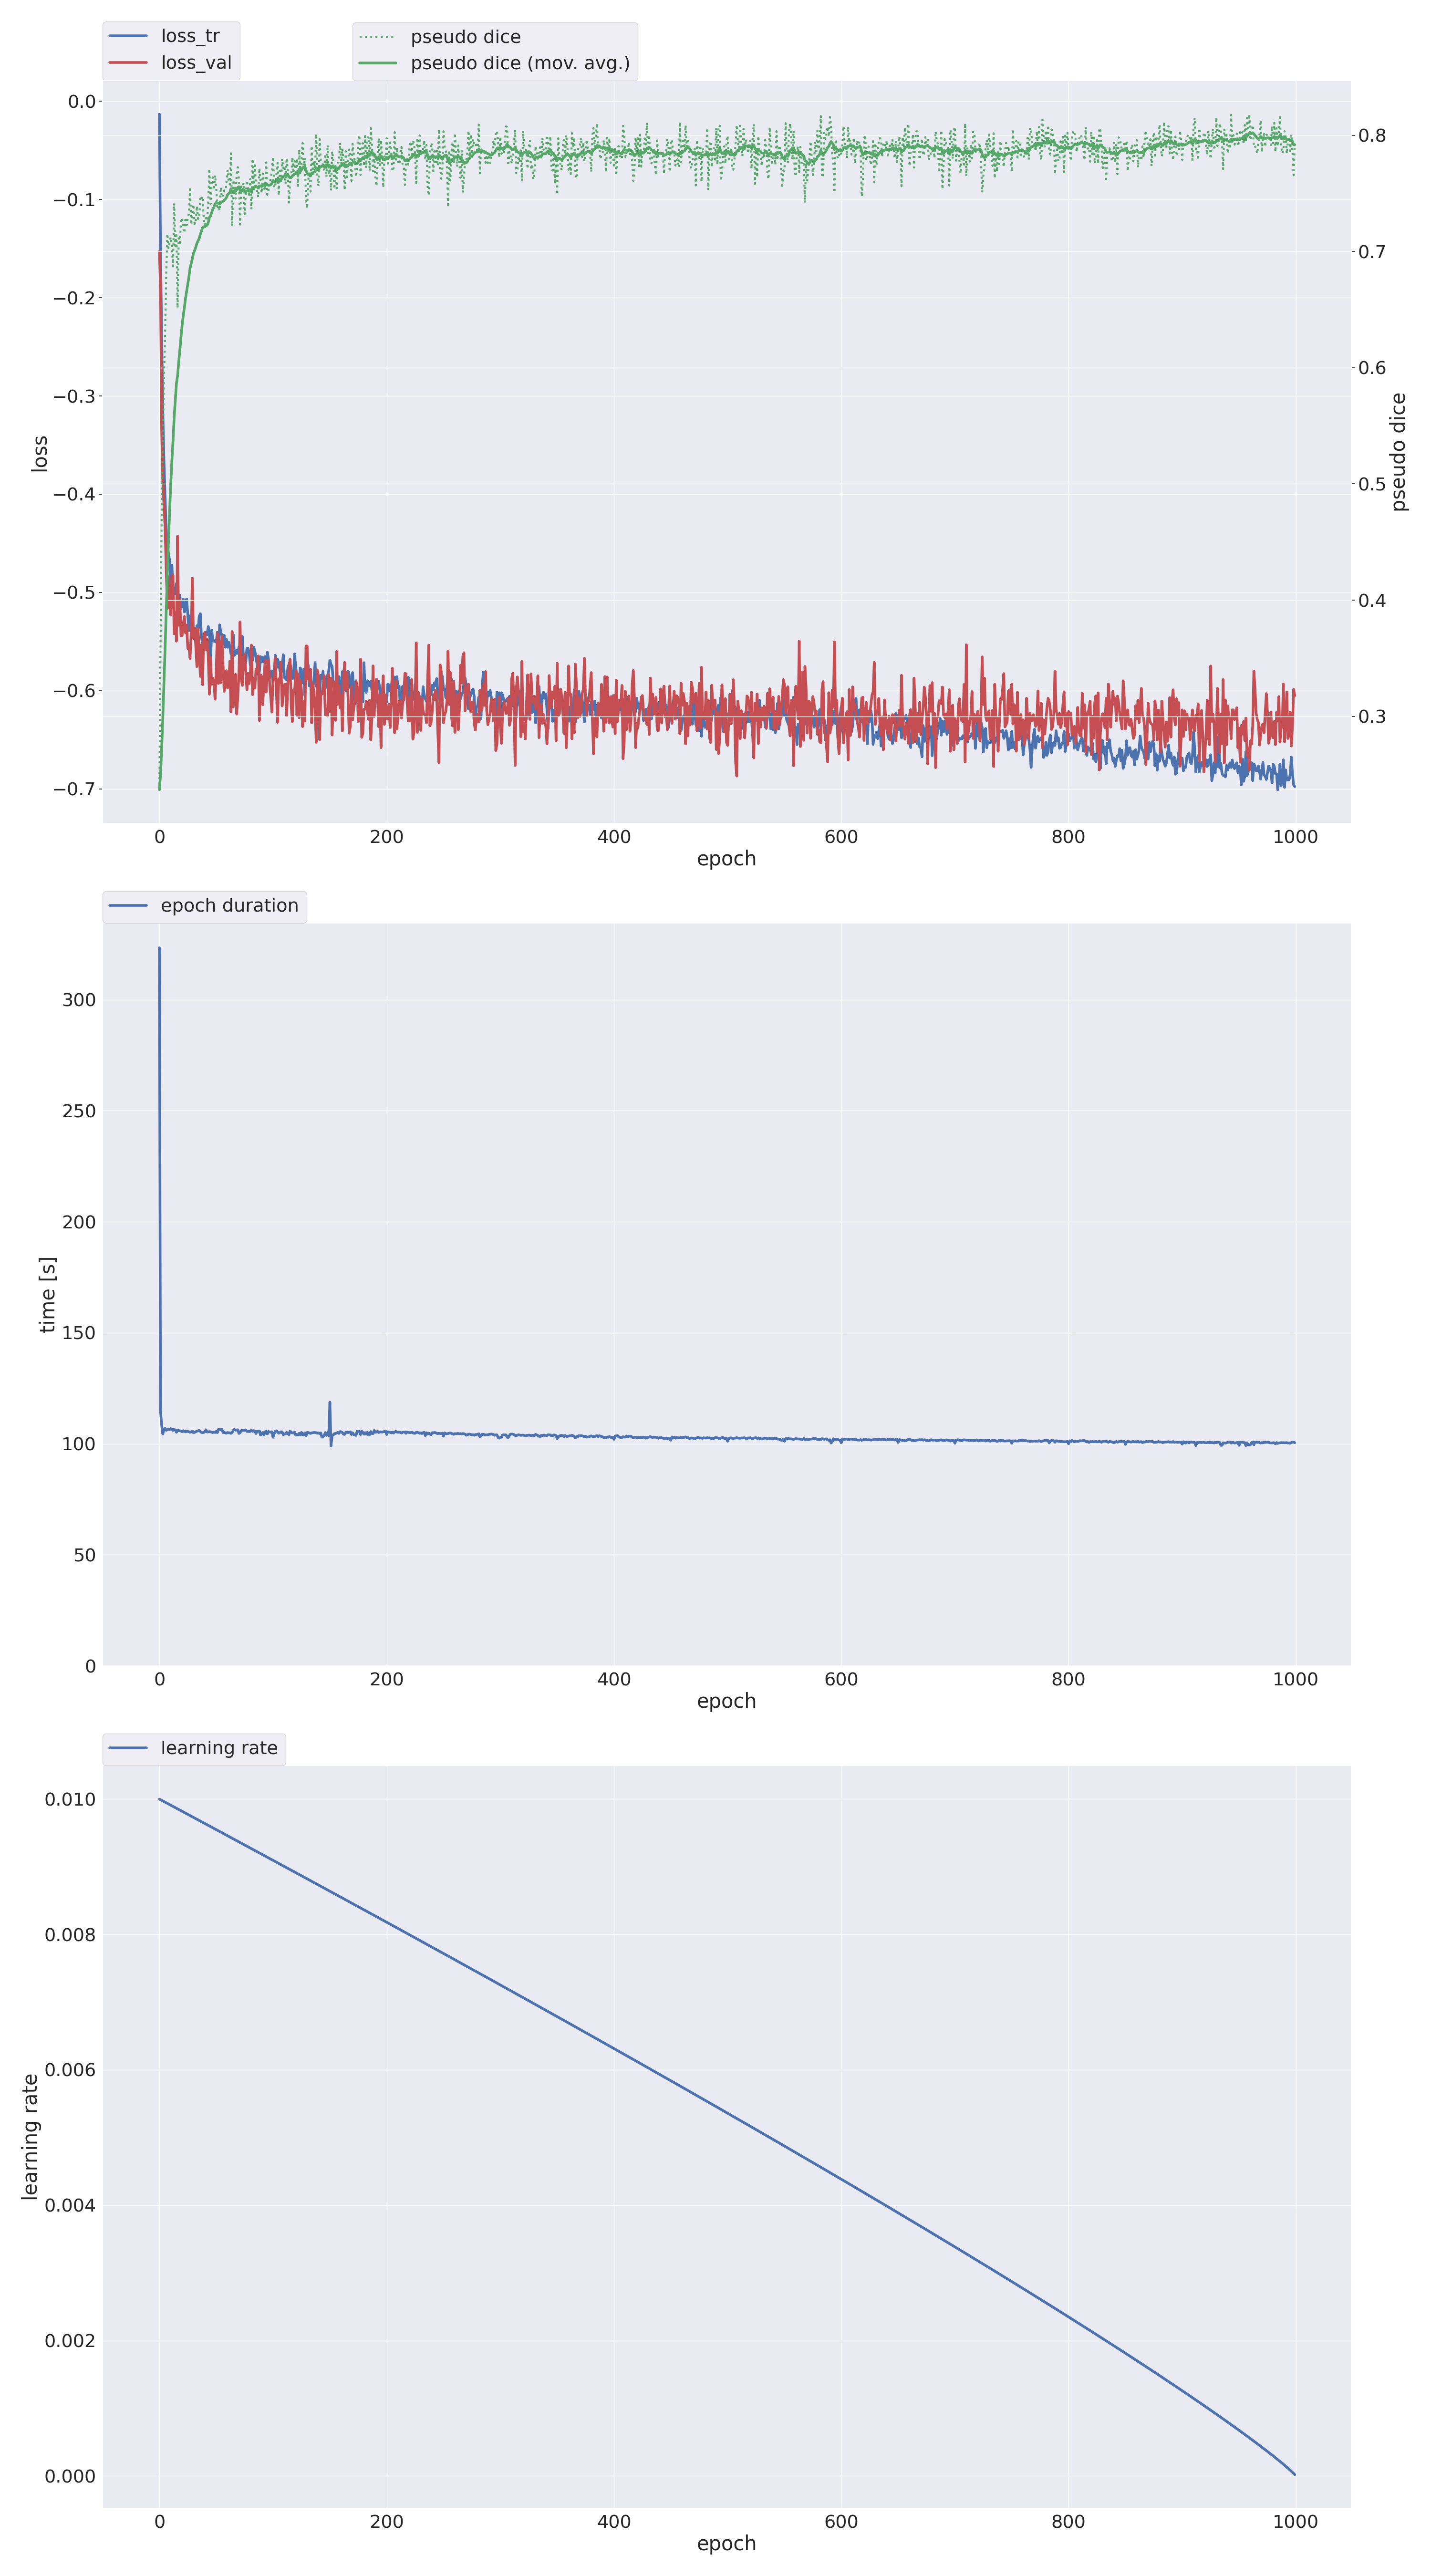 loss_tr
loss_val
pseudo dice
pseudo dice (mov. avg.)
0.0
−0.1
−0.2
−0.3
−0.4
−0.5
−0.6
−0.7
loss
0.8
0.7
0.6
0.5
0.4
0.3
pseudo dice
0 200 400 600 800 1000
epoch
epoch duration
300
250
200
150
100
50
0
time [s]
0 200 400 600 800 1000
epoch
learning rate
0.010
0.008
0.006
0.004
0.002
0.000
learning rate
0 200 400 600 800 1000
epoch